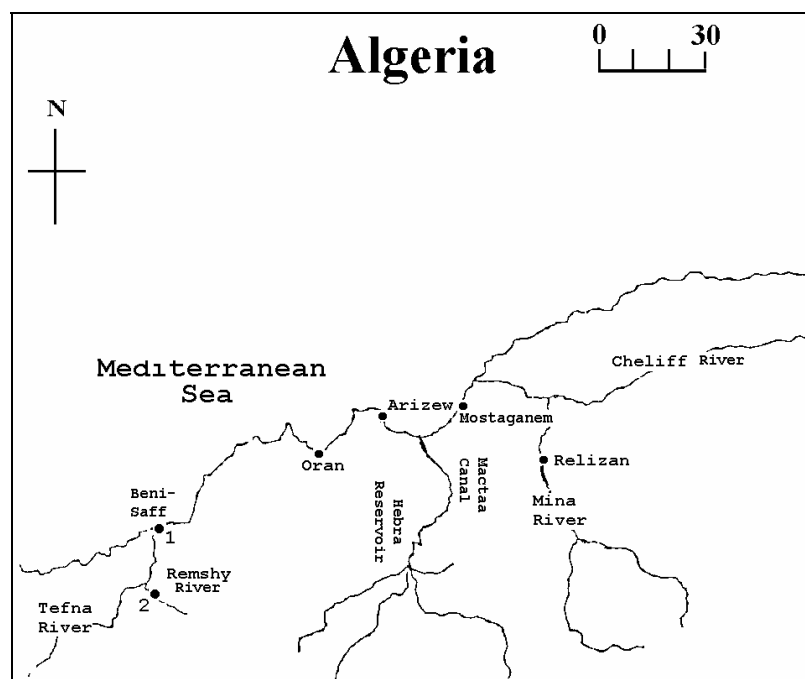 Algeria
0 30
N
Mediterranean
Sea
Cheliff River
Arizew
Mostaganem
Oran
Relizan
Mactaa
Canal
Hebra
Reservoir
Mina
River
Beni-
Saff
1
Remshy
River
2
Tefna
River